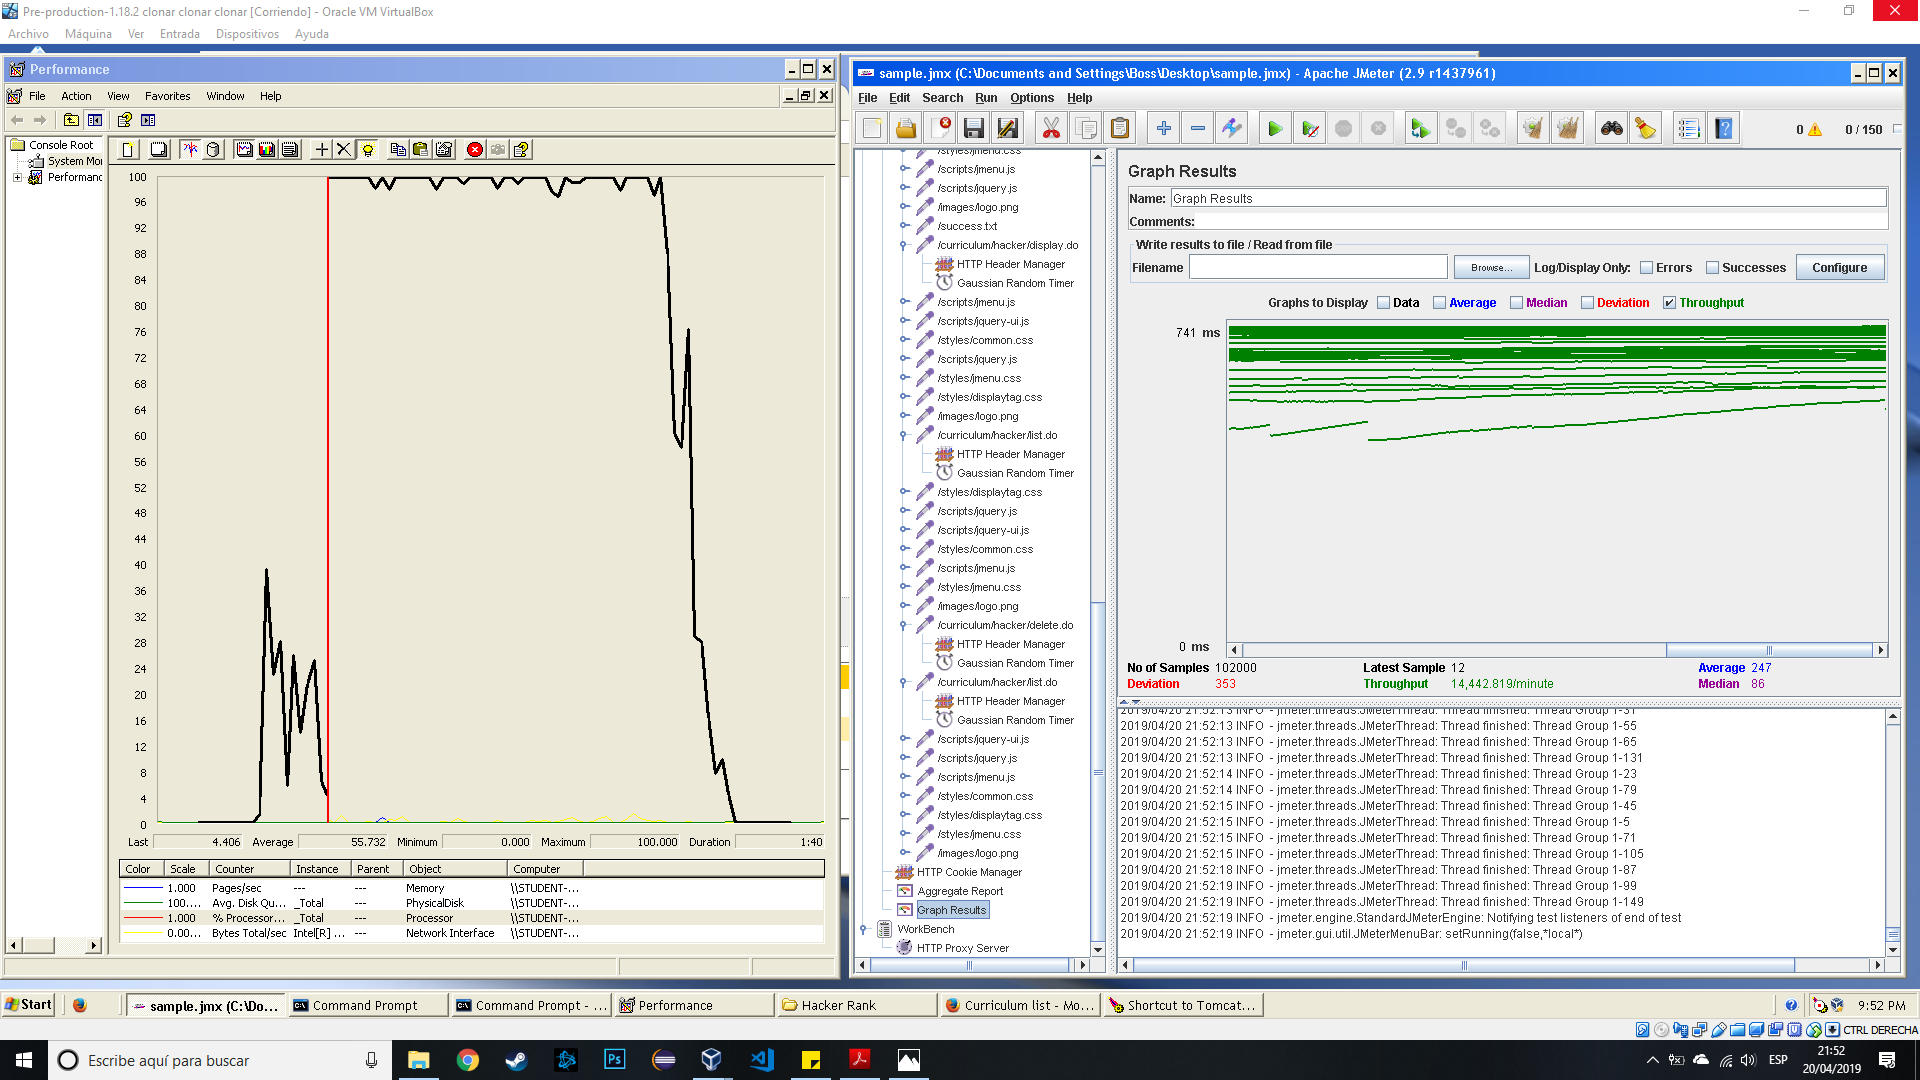 Pre-production-1.18.2 clonar clonar clonar [Corriendo] - Oracle VM VirtualBox
Archivo Máquina Ver Entrada Dispositivos Ayuda
Performance
File Action View Favorites Window Help
Console Root
System Mo
Performanc
100
96
92
88
84
80
76
72
68
64
60
56
52
48
44
40
36
32
28
24
20
16
12
8
4
0
Last 4.406 Average 55.732 Minimum 0.000 Maximum 100.000 Duration 1:40
Color Scale Counter Instance Parent Object Computer
1.000 Pages/sec --- --- Memory \\STUDENT-...
100.... Avg. Disk Qu... _Total --- PhysicalDisk \\STUDENT-...
1.000 % Processor... _Total --- Processor \\STUDENT-...
0.00... Bytes Total/sec Intel[R] ... --- Network Interface \\STUDENT-...
sample.jmx (C:\Documents and Settings\Boss\Desktop\sample.jmx) - Apache JMeter (2.9 r1437961)
File Edit Search Run Options Help
0 0 / 150
/styles/jmenu.css
/scripts/jmenu.js
/scripts/jquery.js
/images/logo.png
/success.txt
/curriculum/hacker/display.do
HTTP Header Manager
Gaussian Random Timer
/scripts/jmenu.js
/scripts/jquery-ui.js
/styles/common.css
/scripts/jquery.js
/styles/jmenu.css
/styles/displaytag.css
/images/logo.png
/curriculum/hacker/list.do
HTTP Header Manager
Gaussian Random Timer
/styles/displaytag.css
/scripts/jquery.js
/scripts/jquery-ui.js
/styles/common.css
/scripts/jmenu.js
/styles/jmenu.css
/images/logo.png
/curriculum/hacker/delete.do
HTTP Header Manager
Gaussian Random Timer
/curriculum/hacker/list.do
HTTP Header Manager
Gaussian Random Timer
/scripts/jquery-ui.js
/scripts/jquery.js
/scripts/jmenu.js
/styles/common.css
/styles/displaytag.css
/styles/jmenu.css
/images/logo.png
HTTP Cookie Manager
Aggregate Report
Graph Results
WorkBench
HTTP Proxy Server
Graph Results
Name: Graph Results
Comments:
Write results to file / Read from file
Filename Browse... Log/Display Only: Errors Successes Configure
Graphs to Display Data Average Median Deviation Throughput
741 ms
0 ms
No of Samples 102000 Latest Sample 12 Average 247
Deviation 353 Throughput 14,442.819/minute Median 86
2019/04/20 21:52:13 INFO - jmeter.threads.JMeterThread: Thread finished: Thread Group 1-31
2019/04/20 21:52:13 INFO - jmeter.threads.JMeterThread: Thread finished: Thread Group 1-55
2019/04/20 21:52:13 INFO - jmeter.threads.JMeterThread: Thread finished: Thread Group 1-65
2019/04/20 21:52:13 INFO - jmeter.threads.JMeterThread: Thread finished: Thread Group 1-131
2019/04/20 21:52:14 INFO - jmeter.threads.JMeterThread: Thread finished: Thread Group 1-23
2019/04/20 21:52:14 INFO - jmeter.threads.JMeterThread: Thread finished: Thread Group 1-79
2019/04/20 21:52:15 INFO - jmeter.threads.JMeterThread: Thread finished: Thread Group 1-45
2019/04/20 21:52:15 INFO - jmeter.threads.JMeterThread: Thread finished: Thread Group 1-5
2019/04/20 21:52:15 INFO - jmeter.threads.JMeterThread: Thread finished: Thread Group 1-71
2019/04/20 21:52:15 INFO - jmeter.threads.JMeterThread: Thread finished: Thread Group 1-105
2019/04/20 21:52:18 INFO - jmeter.threads.JMeterThread: Thread finished: Thread Group 1-87
2019/04/20 21:52:19 INFO - jmeter.threads.JMeterThread: Thread finished: Thread Group 1-99
2019/04/20 21:52:19 INFO - jmeter.threads.JMeterThread: Thread finished: Thread Group 1-149
2019/04/20 21:52:19 INFO - jmeter.engine.StandardJMeterEngine: Notifying test listeners of end of test
2019/04/20 21:52:19 INFO - jmeter.gui.util.JMeterMenuBar: setRunning(false,*local*)
Start sample.jmx (C:\Do... Command Prompt Command Prompt - ... Performance Hacker Rank Curriculum list - Mo... Shortcut to Tomcat... 9:52 PM
CTRL DERECHA
Escribe aquí para buscar
Ps
ESP
21:52
20/04/2019